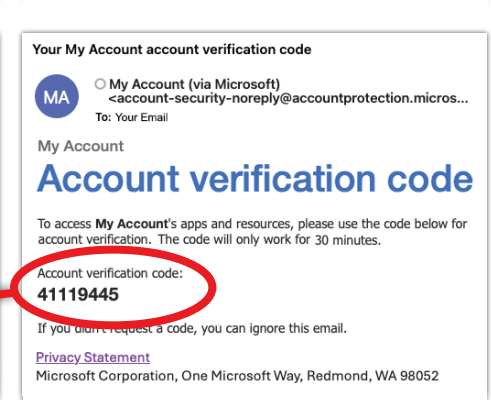 Your My Account account verification code
MA
My Account (via Microsoft)
<account-security-noreply@accountprotection.micros...
To: Your Email
My Account
Account verification code
To access My Account's apps and resources, please use the code below for
account verification. The code will only work for 30 minutes.
Account verification code:
41119445
If you didn't request a code, you can ignore this email.
Privacy Statement
Microsoft Corporation, One Microsoft Way, Redmond, WA 98052